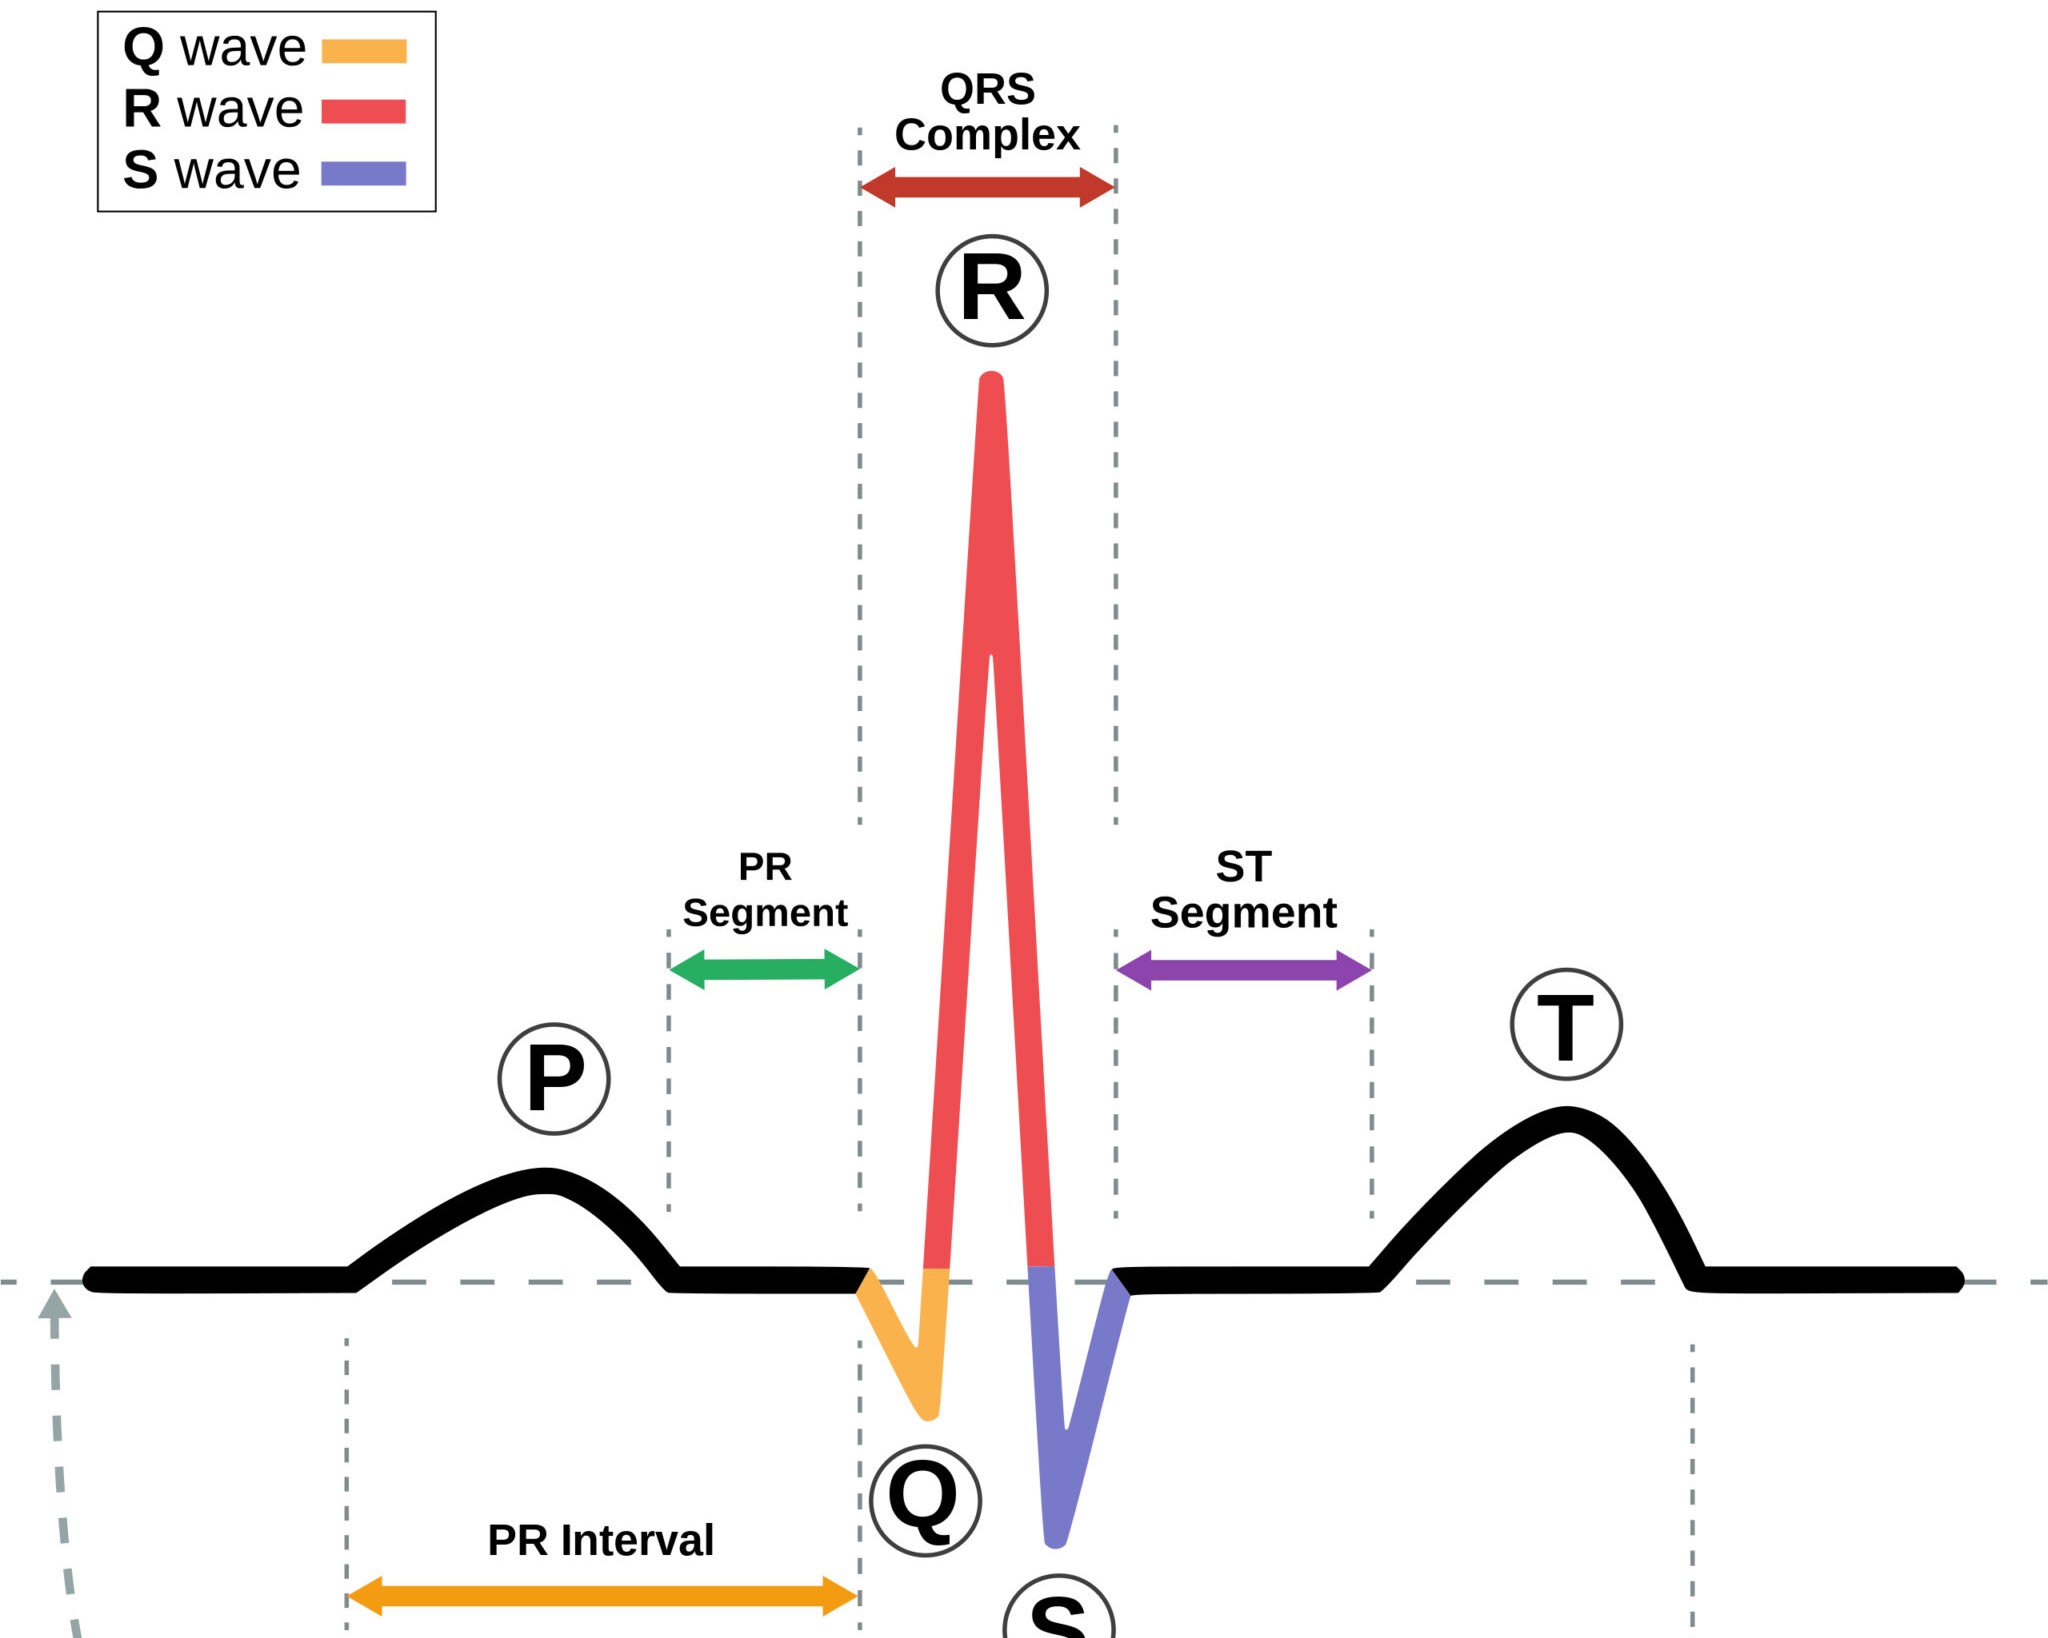 Q wave
R wave
S wave
QRS
Complex
R
PR
Segment
ST
Segment
T
P
Q
PR Interval
S